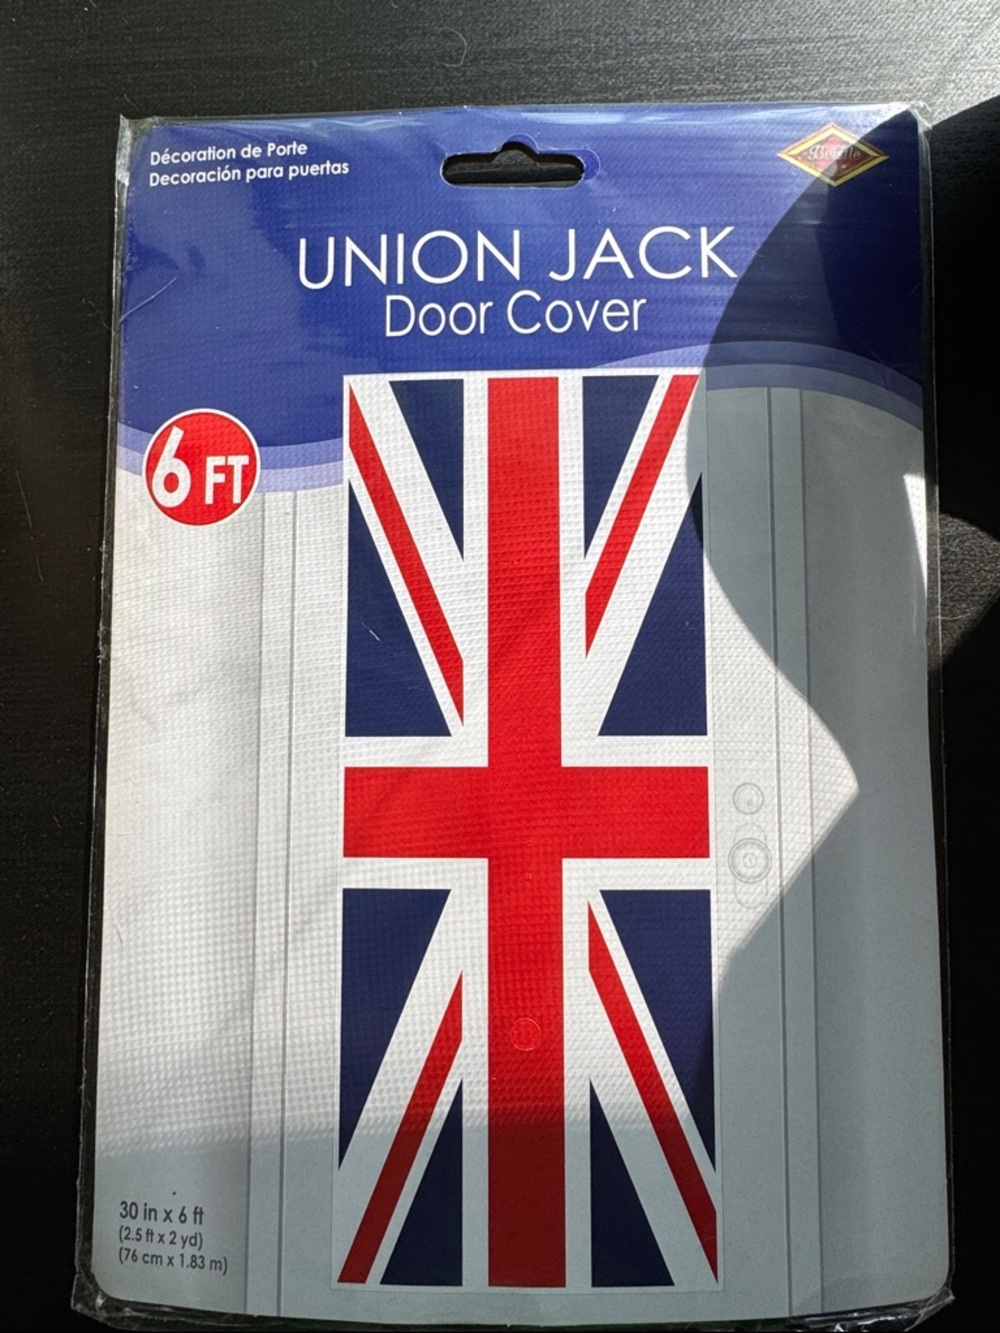 Décoration de Porte
Decoración para puertas
Beistle
UNION JACK
Door Cover
6 FT
30 in x 6 ft
(2.5 ft x 2 yd)
(76 cm x 1.83 m)